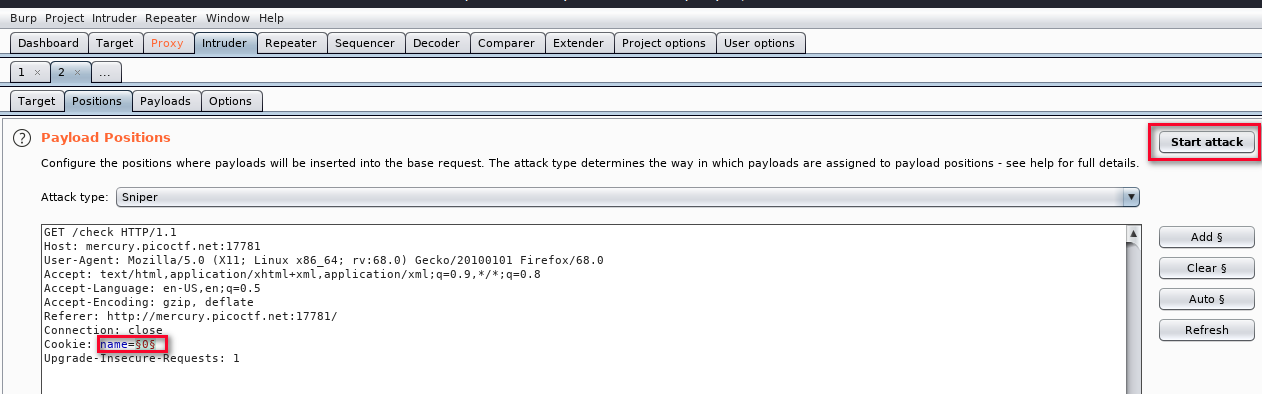 Burp Project Intruder Repeater Window Help
Dashboard Target Proxy Intruder Repeater Sequencer Decoder Comparer Extender Project options User options
1 × 2 × ...
Target Positions Payloads Options
? Payload Positions
Start attack
Configure the positions where payloads will be inserted into the base request. The attack type determines the way in which payloads are assigned to payload positions - see help for full details.
Attack type: Sniper
GET /check HTTP/1.1
Host: mercury.picoctf.net:17781
User-Agent: Mozilla/5.0 (X11; Linux x86_64; rv:68.0) Gecko/20100101 Firefox/68.0
Accept: text/html,application/xhtml+xml,application/xml;q=0.9,*/*;q=0.8
Accept-Language: en-US,en;q=0.5
Accept-Encoding: gzip, deflate
Referer: http://mercury.picoctf.net:17781/
Connection: close
Cookie: name=§0§
Upgrade-Insecure-Requests: 1
Add §
Clear §
Auto §
Refresh